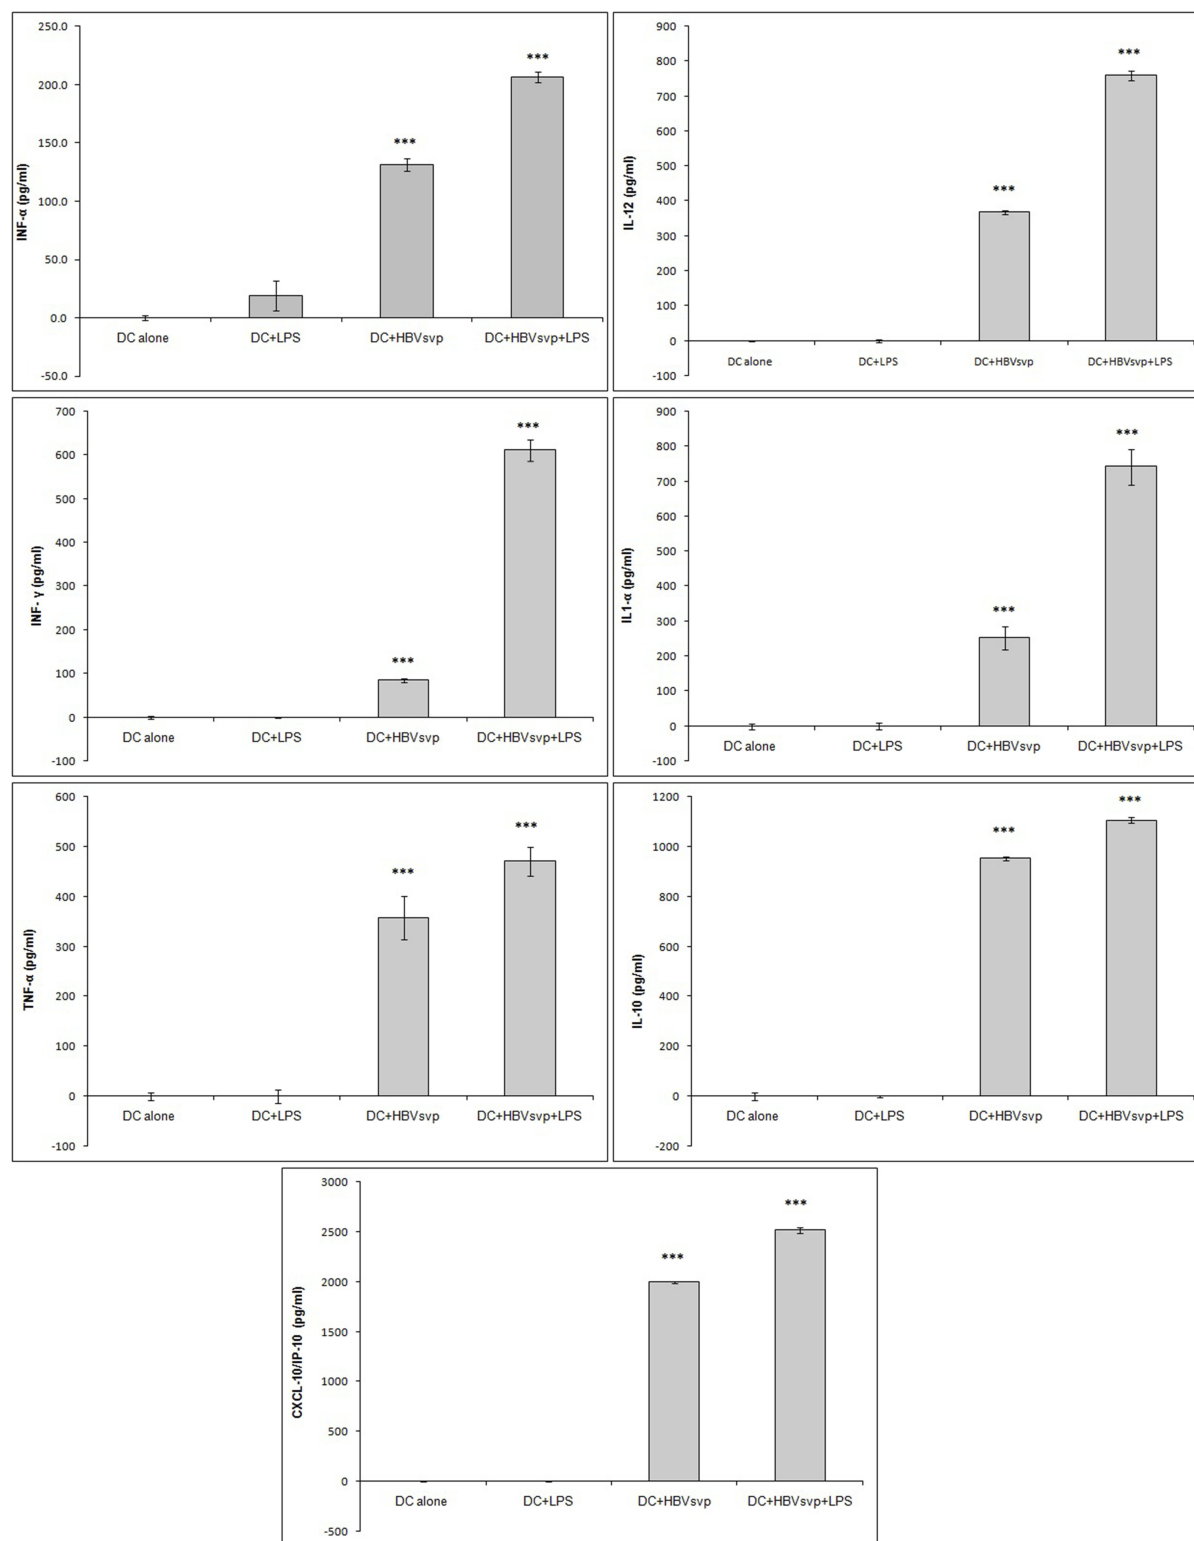 INF-α (pg/ml)
250.0
200.0
150.0
100.0
50.0
0.0
-50.0
***
***
DC alone
DC+LPS
DC+HBVsvp
DC+HBVsvp+LPS
IL-12 (pg/ml)
900
800
700
600
500
400
300
200
100
0
-100
***
***
DC alone
DC+LPS
DC+HBVsvp
DC+HBVsvp+LPS
INF- γ (pg/ml)
700
600
500
400
300
200
100
0
-100
***
***
DC alone
DC+LPS
DC+HBVsvp
DC+HBVsvp+LPS
IL1-α (pg/ml)
900
800
700
600
500
400
300
200
100
0
-100
***
***
DC alone
DC+LPS
DC+HBVsvp
DC+HBVsvp+LPS
TNF-α (pg/ml)
600
500
400
300
200
100
0
-100
***
***
DC alone
DC+LPS
DC+HBVsvp
DC+HBVsvp+LPS
IL-10 (pg/ml)
1200
1000
800
600
400
200
0
-200
***
***
DC alone
DC+LPS
DC+HBVsvp
DC+HBVsvp+LPS
CXCL-10/IP-10 (pg/ml)
3000
2500
2000
1500
1000
500
0
-500
***
***
DC alone
DC+LPS
DC+HBVsvp
DC+HBVsvp+LPS